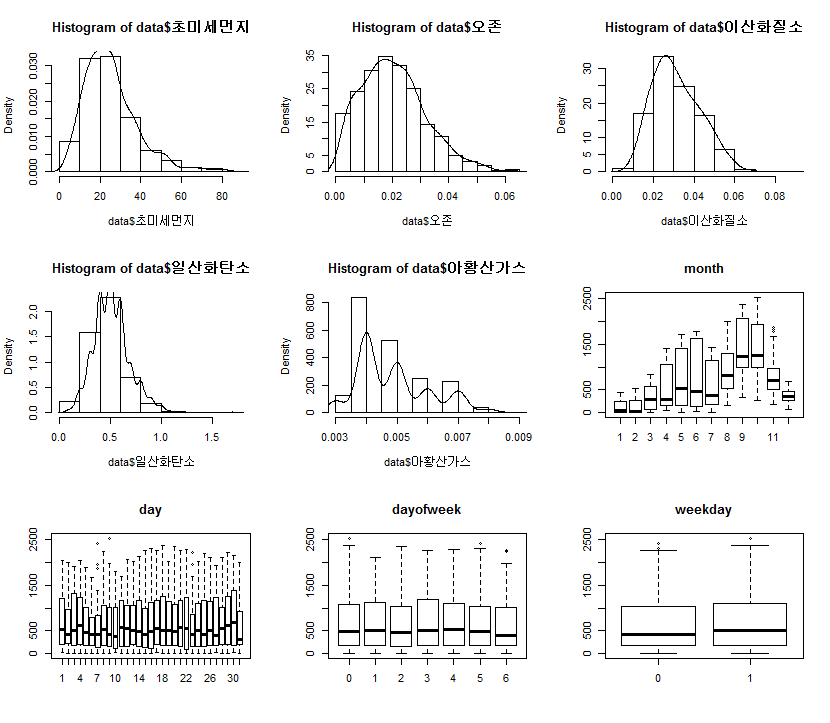 Histogram of data$초미세먼지
Density
0.000 0.010 0.020 0.030
0 20 40 60 80
data$초미세먼지
Histogram of data$오존
Density
0 5 15 25 35
0.00 0.02 0.04 0.06
data$오존
Histogram of data$이산화질소
Density
0 10 20 30
0.00 0.02 0.04 0.06 0.08
data$이산화질소
Histogram of data$일산화탄소
Density
0.0 0.5 1.0 1.5 2.0
0.0 0.5 1.0 1.5
data$일산화탄소
Histogram of data$아황산가스
Density
0 200 400 600 800
0.003 0.005 0.007 0.009
data$아황산가스
month
0 500 1500 2500
1 2 3 4 5 6 7 8 9 11
day
0 500 1500 2500
1 4 7 10 14 18 22 26 30
dayofweek
0 500 1500 2500
0 1 2 3 4 5 6
weekday
0 500 1500 2500
0 1